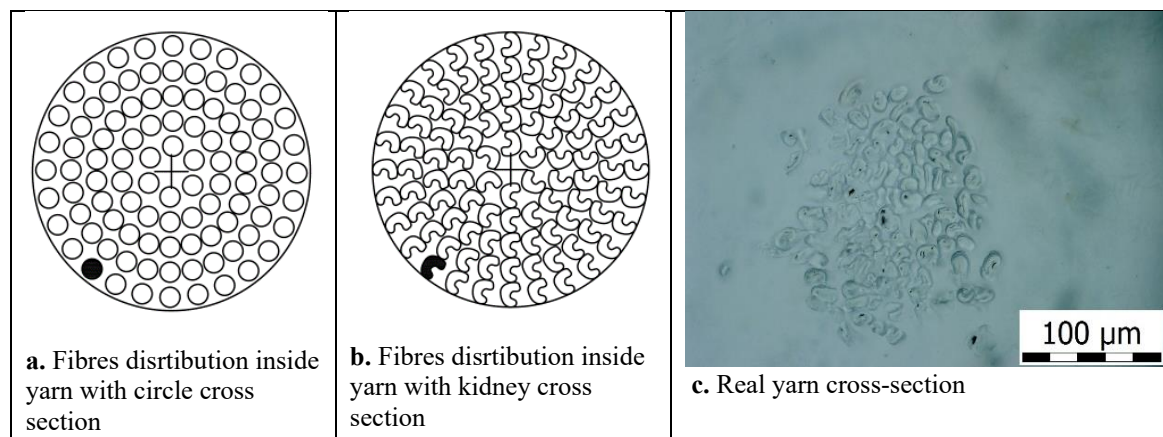 a. Fibres disrtibution inside
yarn with circle cross
section
b. Fibres disrtibution inside
yarn with kidney cross
section
100 µm
c. Real yarn cross-section